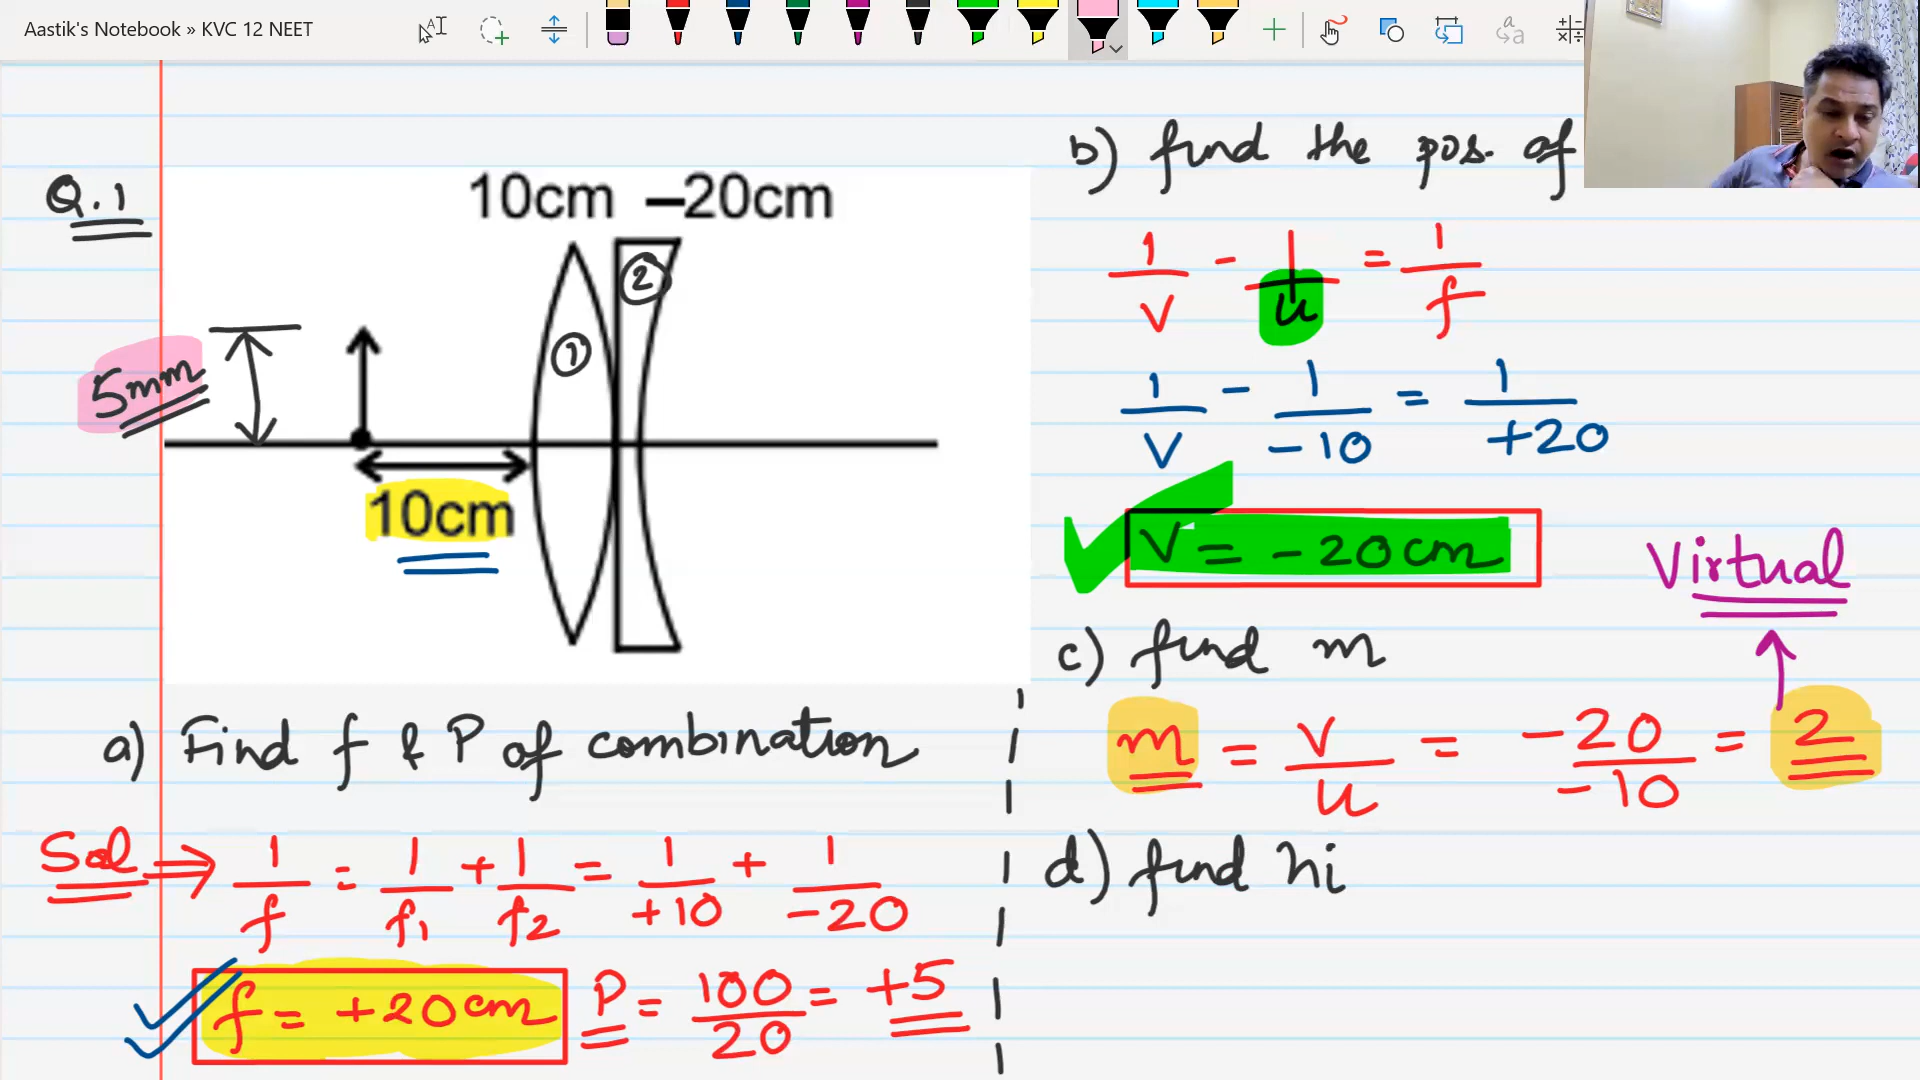 Aastik's Notebook » KVC 12 NEET
Q.1
10cm –20cm
①
②
5mm
10cm
a) Find f & P of combination
Sol ⇒ 1/f = 1/f₁ + 1/f₂ = 1/+10 + 1/-20
f = +20cm
P = 100/20 = +5
b) find the pos. of
1/v - 1/u = 1/f
1/v - 1/-10 = 1/+20
v = -20cm
Virtual
c) find m
m = v/u = -20/-10 = 2
d) find hi